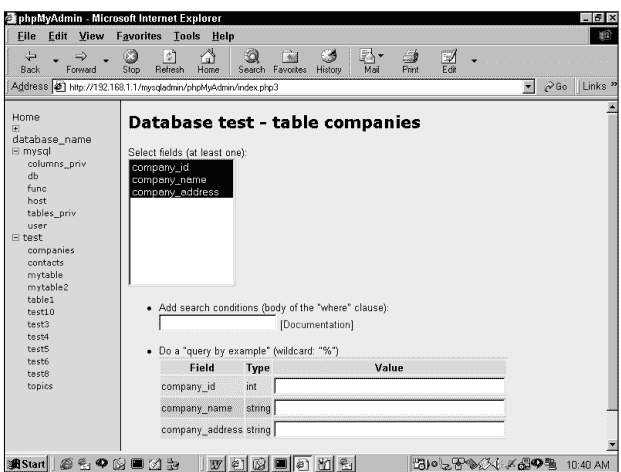 phpMyAdmin - Microsoft Internet Explorer
File Edit View Favorites Tools Help
Back Forward Stop Refresh Home Search Favorites History Mail Print Edit
Address http://192.168.1.1/mysqladmin/phpMyAdmin/index.php3 Go Links »
Home
database_name
mysql
columns_priv
db
func
host
tables_priv
user
test
companies
contacts
mytable
mytable2
table1
test10
test3
test4
test5
test6
test8
topics
Database test - table companies
Select fields (at least one):
company_id
company_name
company_address
• Add search conditions (body of the "where" clause):
[Documentation]
• Do a "query by example" (wildcard: "%")
Field Type Value
company_id int
company_name string
company_address string
Start 10:40 AM